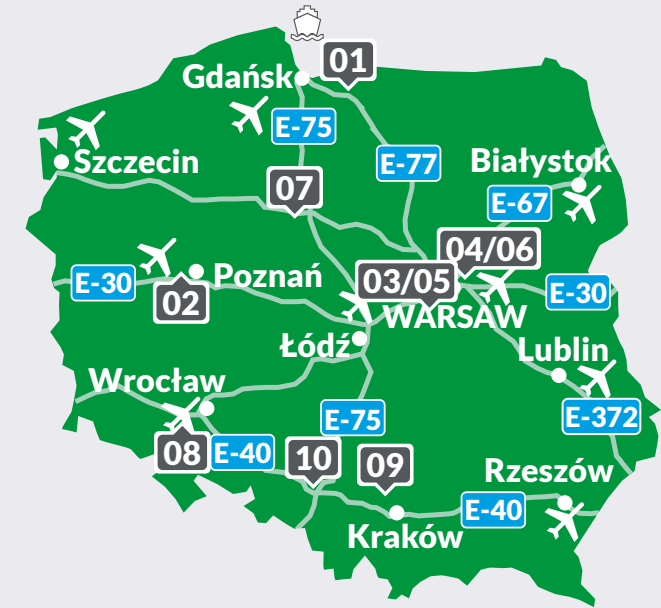 01
Gdańsk
E-75
Szczecin
E-77
Białystok
07
E-67
04/06
Poznań
03/05
E-30
02
E-30
WARSAW
Łódź
Lublin
Wrocław
E-75
E-372
08
E-40
10
09
Rzeszów
E-40
Kraków